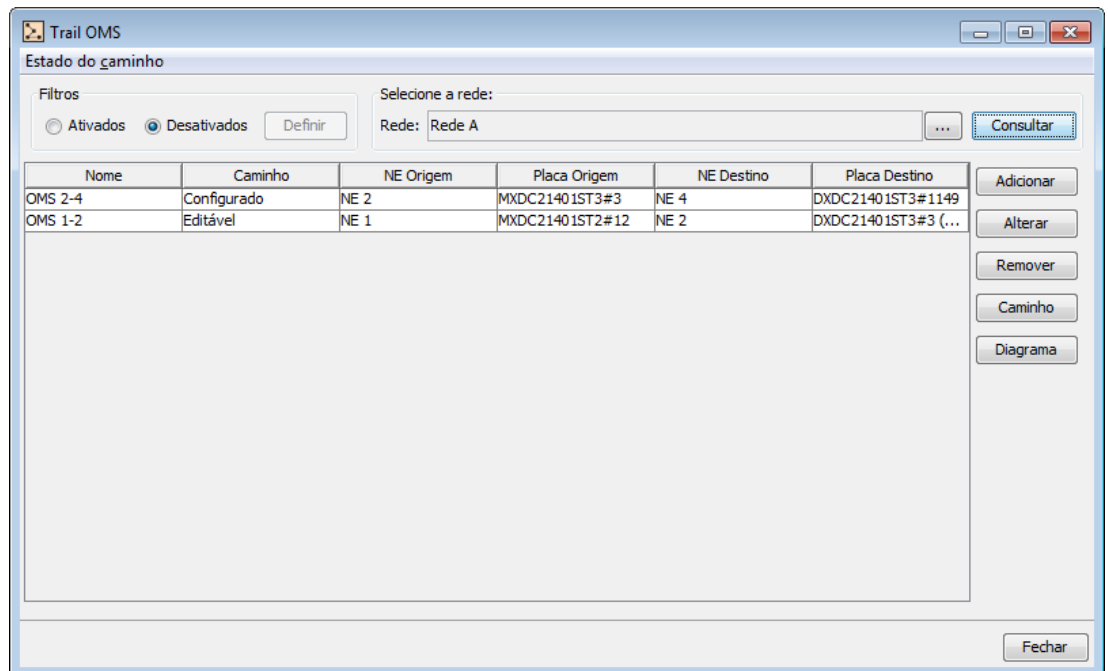 Trail OMS
Estado do caminho
Filtros
Selecione a rede:
Ativados Desativados Definir Rede: Rede A ... Consultar
Nome Caminho NE Origem Placa Origem NE Destino Placa Destino
OMS 2-4 Configurado NE 2 MXDC21401ST3#3 NE 4 DXDC21401ST3#1149
OMS 1-2 Editável NE 1 MXDC21401ST2#12 NE 2 DXDC21401ST3#3 (...
Adicionar
Alterar
Remover
Caminho
Diagrama
Fechar